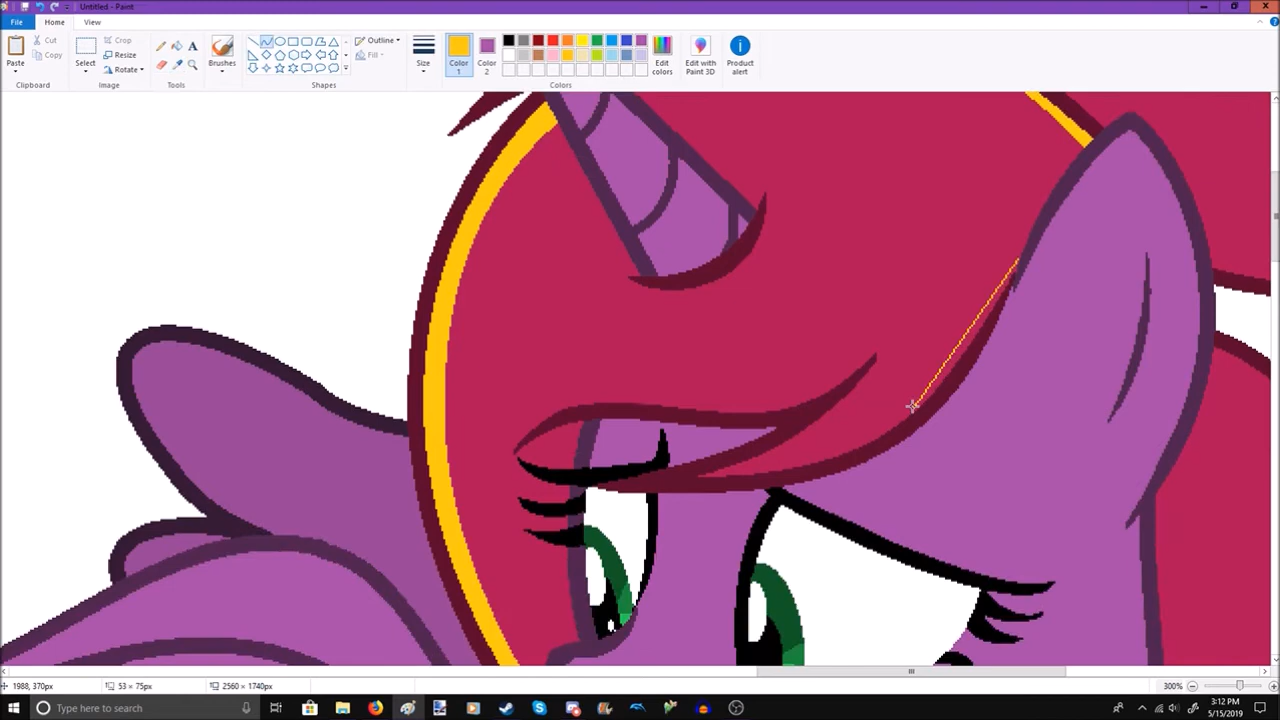 Untitled - Paint
File Home View
Paste
Cut
Copy
Clipboard
Select
Crop
Resize
Rotate
Image
A
Tools
Brushes
Shapes
Outline
Fill
Size
Color 1
Color 2
Colors
Edit colors
Edit with Paint 3D
Product alert
1988, 370px
53 × 75px
2560 × 1740px
300%
Type here to search
3:12 PM
5/15/2019